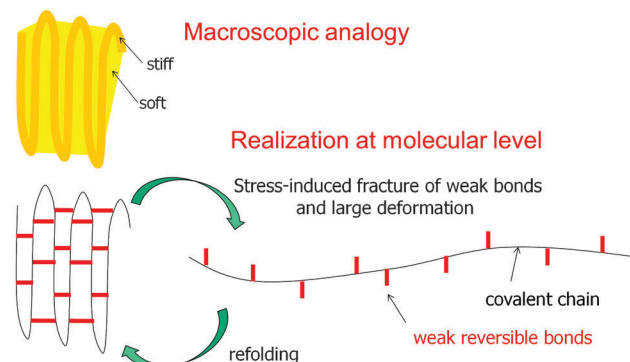 Macroscopic analogy
stiff
soft
Realization at molecular level
Stress-induced fracture of weak bonds
and large deformation
covalent chain
weak reversible bonds
refolding